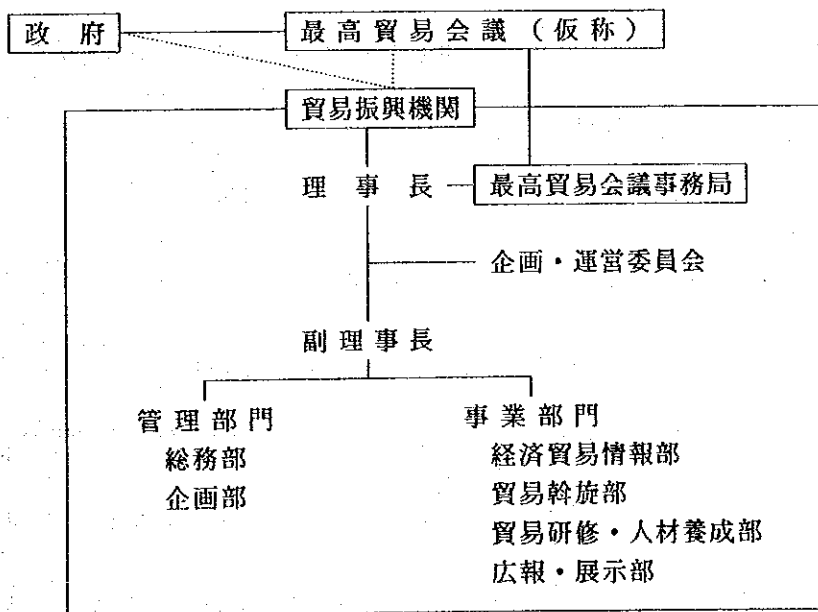 政府
最高貿易会議（仮称）
貿易振興機関
理事長
最高貿易会議事務局
企画・運営委員会
副理事長
管理部門
総務部
企画部
事業部門
経済貿易情報部
貿易斡旋部
貿易研修・人材養成部
広報・展示部